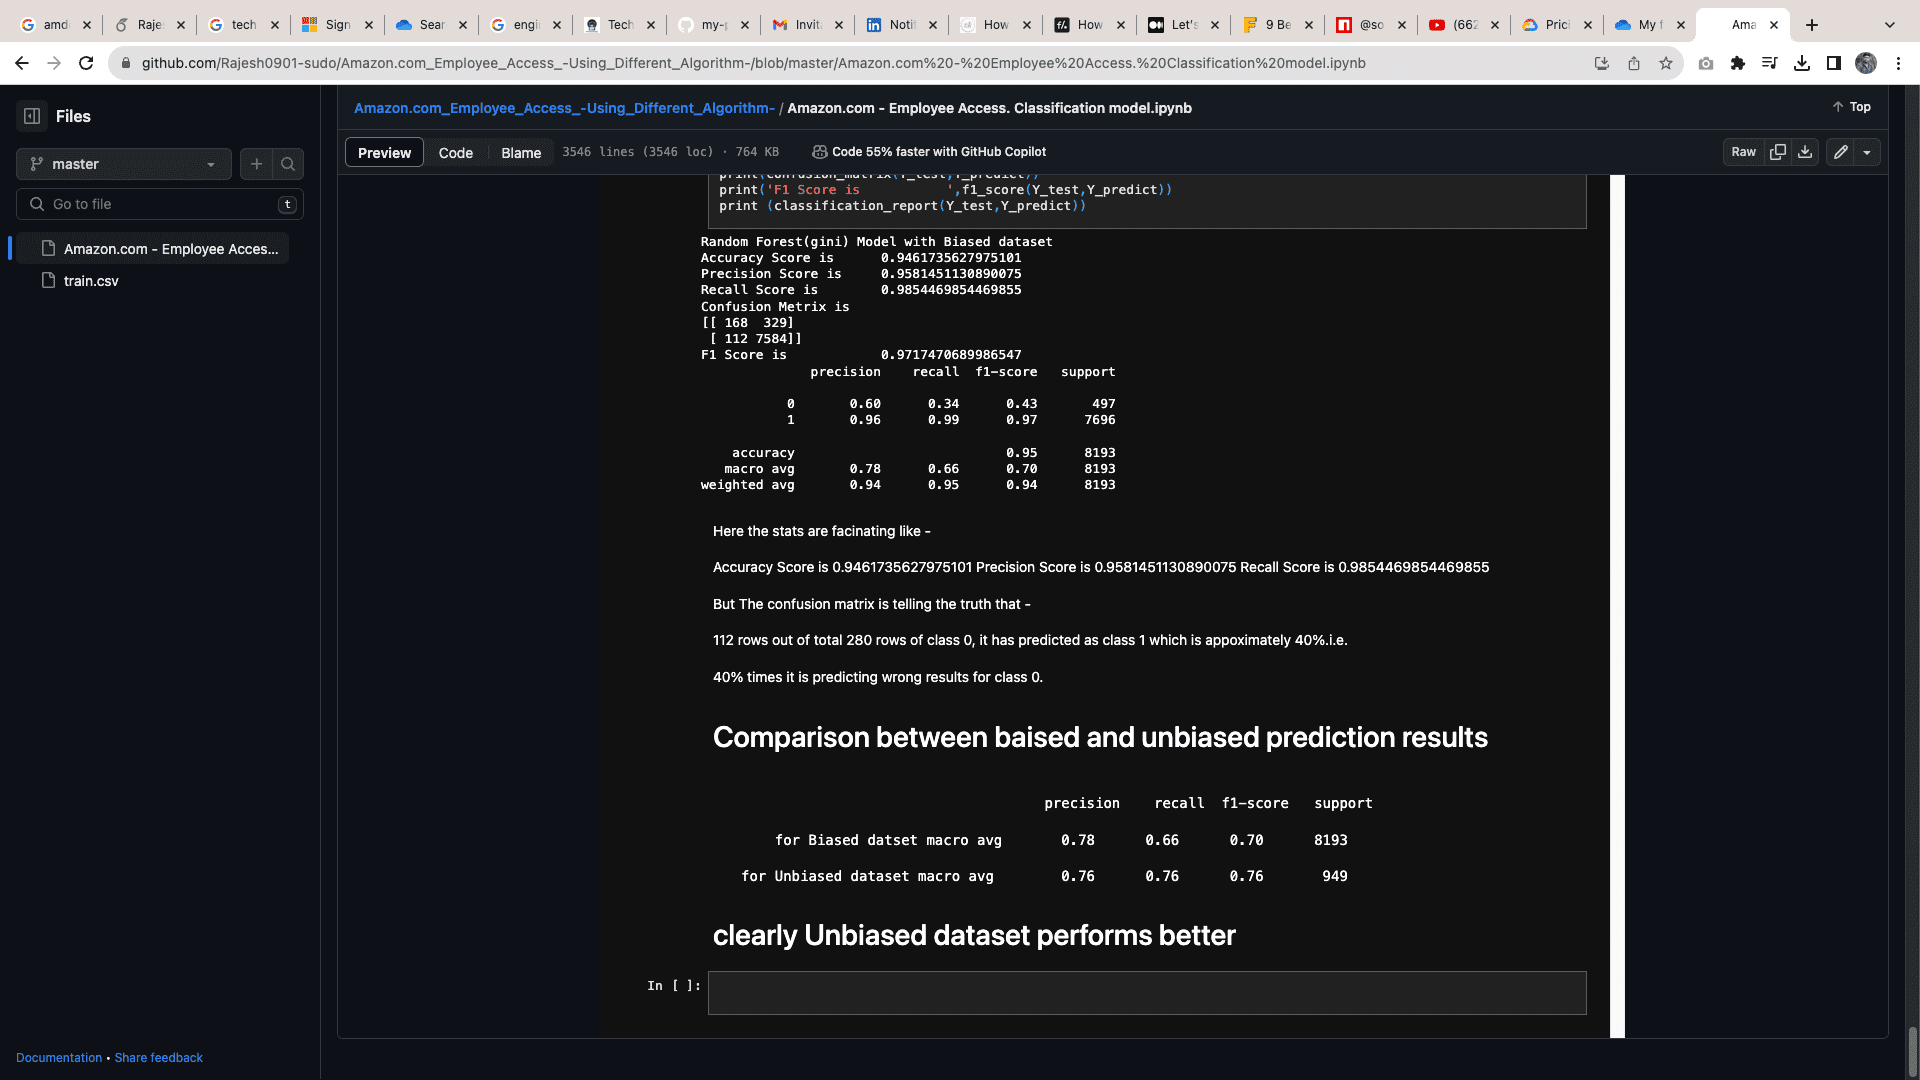 amd
Raje
tech
Sign
Sear
engi
Tech
my-p
Invit
Noti
How
How
Let's
9 Be
@so
(662
Prici
My f
Ama
github.com/Rajesh0901-sudo/Amazon.com_Employee_Access_-Using_Different_Algorithm-/blob/master/Amazon.com%20-%20Employee%20Access.%20Classification%20model.ipynb
Files
Amazon.com_Employee_Access_-Using_Different_Algorithm- / Amazon.com - Employee Access. Classification model.ipynb
Top
master
Preview Code Blame 3546 lines (3546 loc) · 764 KB Code 55% faster with GitHub Copilot Raw
Go to file t
Amazon.com - Employee Acces...
train.csv
print(confusion_matrix(Y_test,Y_predict))
print('F1 Score is           ',f1_score(Y_test,Y_predict))
print (classification_report(Y_test,Y_predict))
Random Forest(gini) Model with Biased dataset
Accuracy Score is      0.9461735627975101
Precision Score is     0.9581451130890075
Recall Score is        0.9854469854469855
Confusion Metrix is
[[ 168  329]
 [ 112 7584]]
F1 Score is            0.9717470689986547
              precision    recall  f1-score   support
           0       0.60      0.34      0.43       497
           1       0.96      0.99      0.97      7696
    accuracy                           0.95      8193
   macro avg       0.78      0.66      0.70      8193
weighted avg       0.94      0.95      0.94      8193
Here the stats are facinating like -
Accuracy Score is 0.9461735627975101 Precision Score is 0.9581451130890075 Recall Score is 0.9854469854469855
But The confusion matrix is telling the truth that -
112 rows out of total 280 rows of class 0, it has predicted as class 1 which is appoximately 40%.i.e.
40% times it is predicting wrong results for class 0.
Comparison between baised and unbiased prediction results
precision    recall  f1-score   support
for Biased datset macro avg       0.78      0.66      0.70      8193
for Unbiased dataset macro avg        0.76      0.76      0.76       949
clearly Unbiased dataset performs better
In [ ]:
Documentation • Share feedback